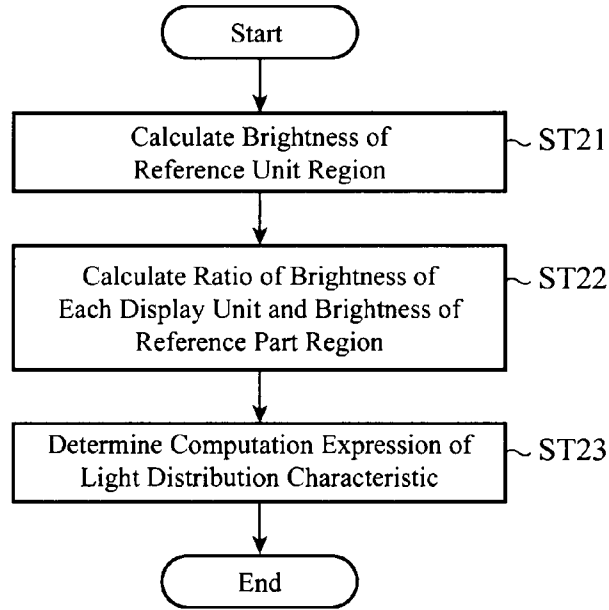 Start
Calculate Brightness of
Reference Unit Region
ST21
Calculate Ratio of Brightness of
Each Display Unit and Brightness of
Reference Part Region
ST22
Determine Computation Expression of
Light Distribution Characteristic
ST23
End